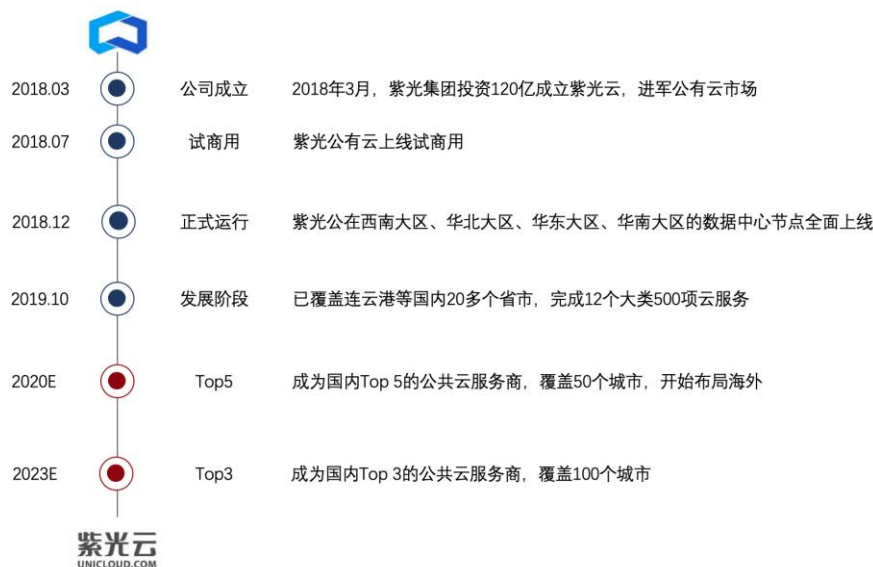 2018.03 公司成立 2018年3月，紫光集团投资120亿成立紫光云，进军公有云市场
2018.07 试商用 紫光公有云上线试商用
2018.12 正式运行 紫光公在西南大区、华北大区、华东大区、华南大区的数据中心节点全面上线
2019.10 发展阶段 已覆盖连云港等国内20多个省市，完成12个大类500项云服务
2020E Top5 成为国内Top 5的公共云服务商，覆盖50个城市，开始布局海外
2023E Top3 成为国内Top 3的公共云服务商，覆盖100个城市
紫光云
UNICLOUD.COM